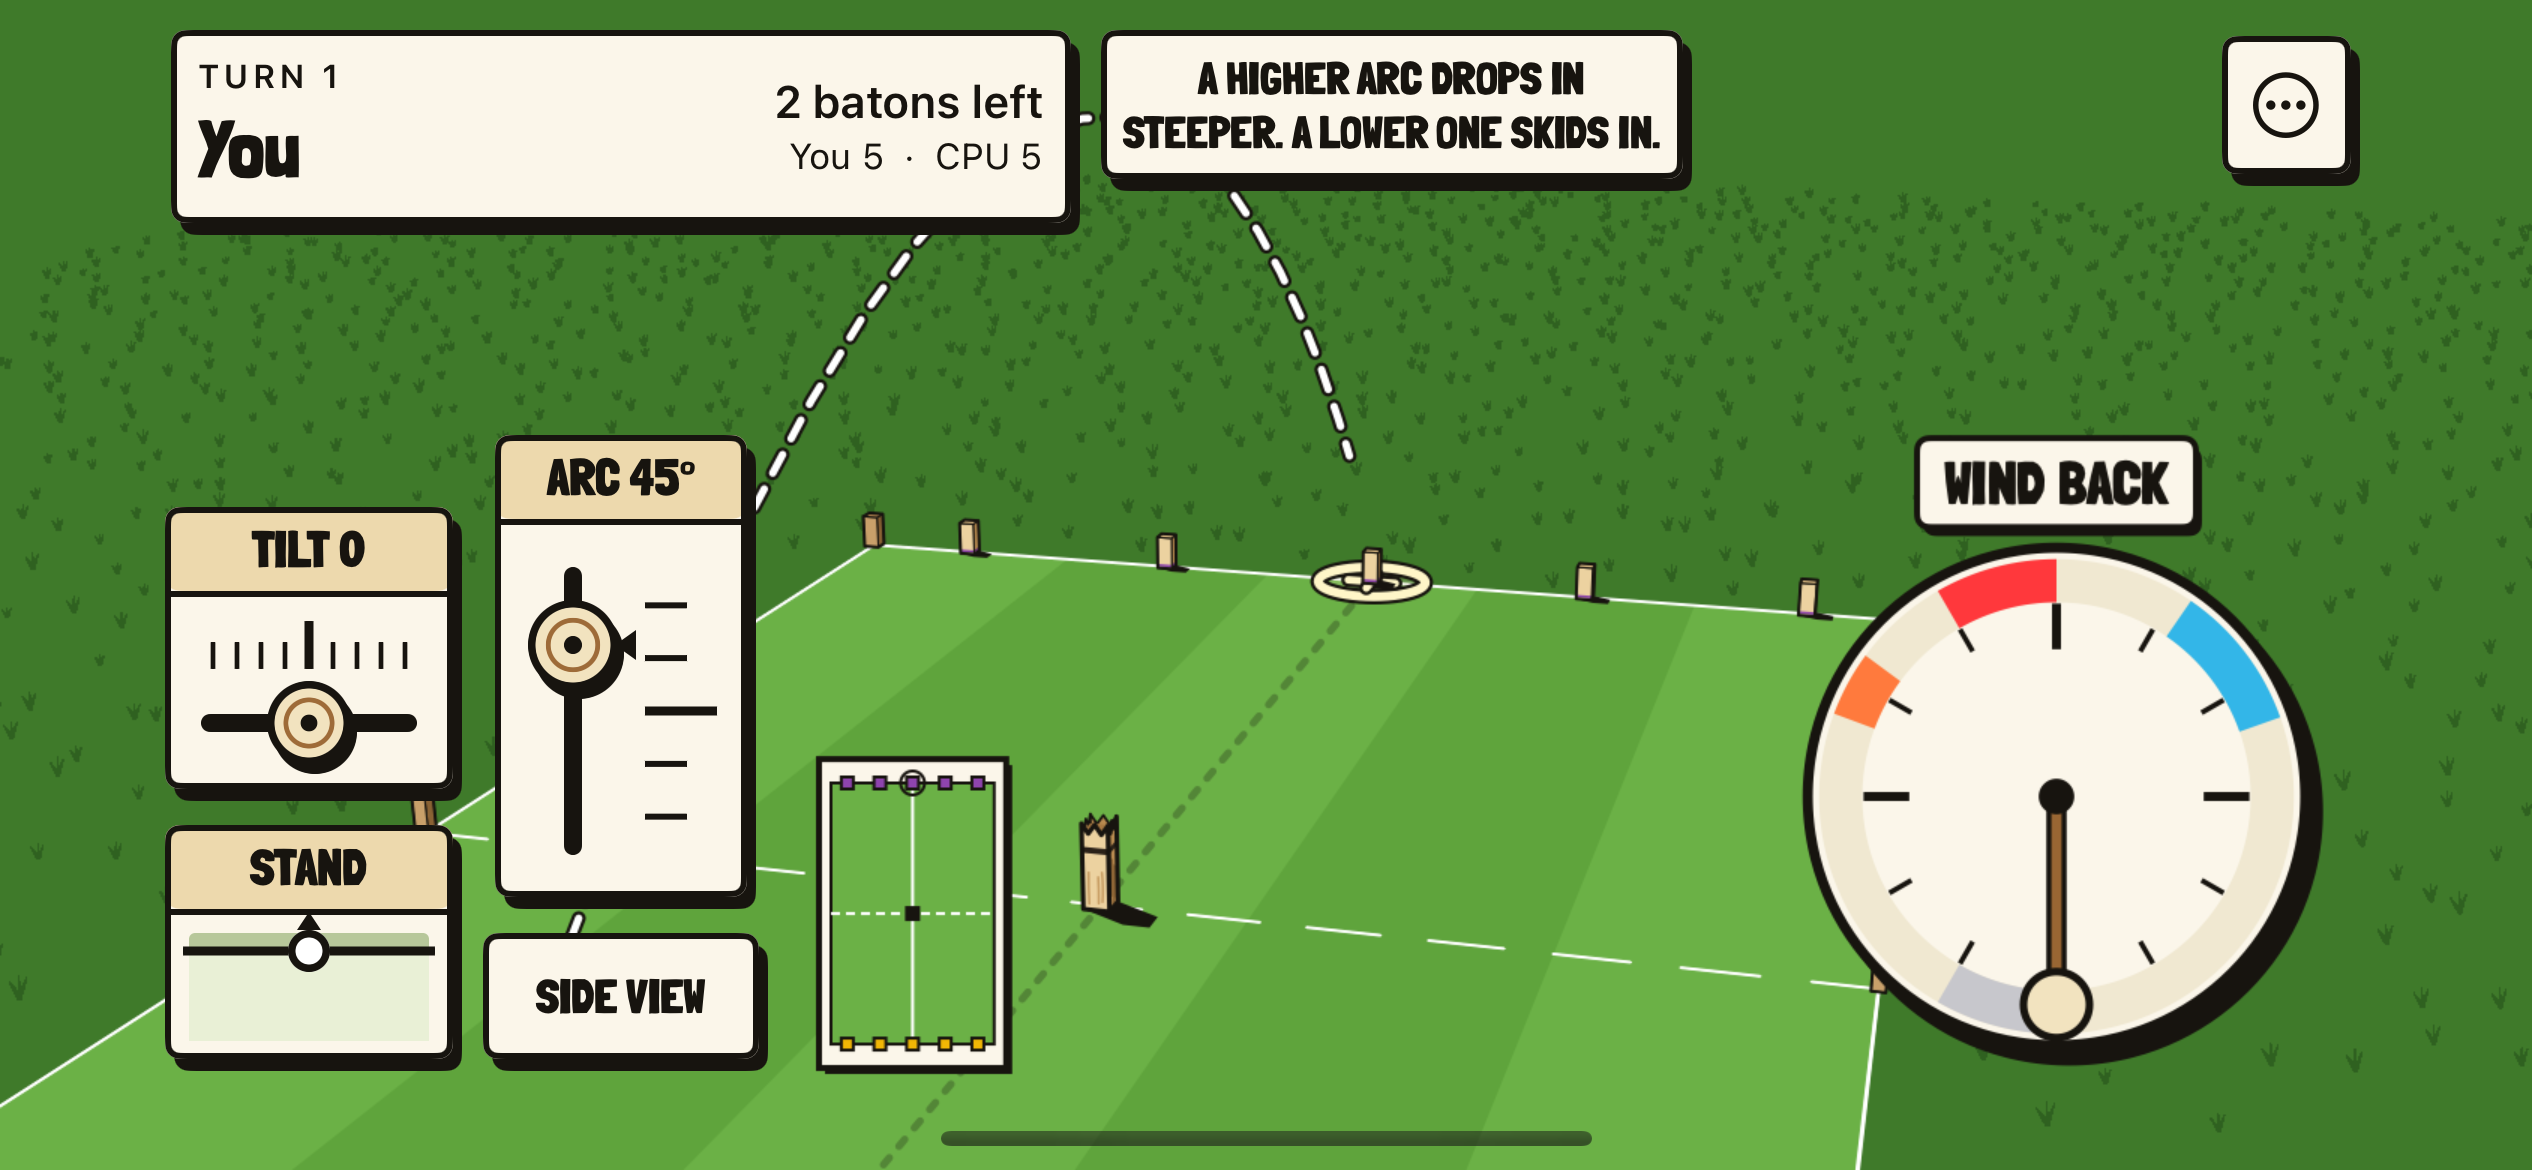 TURN 1
You
2 batons left
You 5 · CPU 5
A HIGHER ARC DROPS IN
STEEPER. A LOWER ONE SKIDS IN.
ARC 45°
TILT 0
WIND BACK
STAND
SIDE VIEW